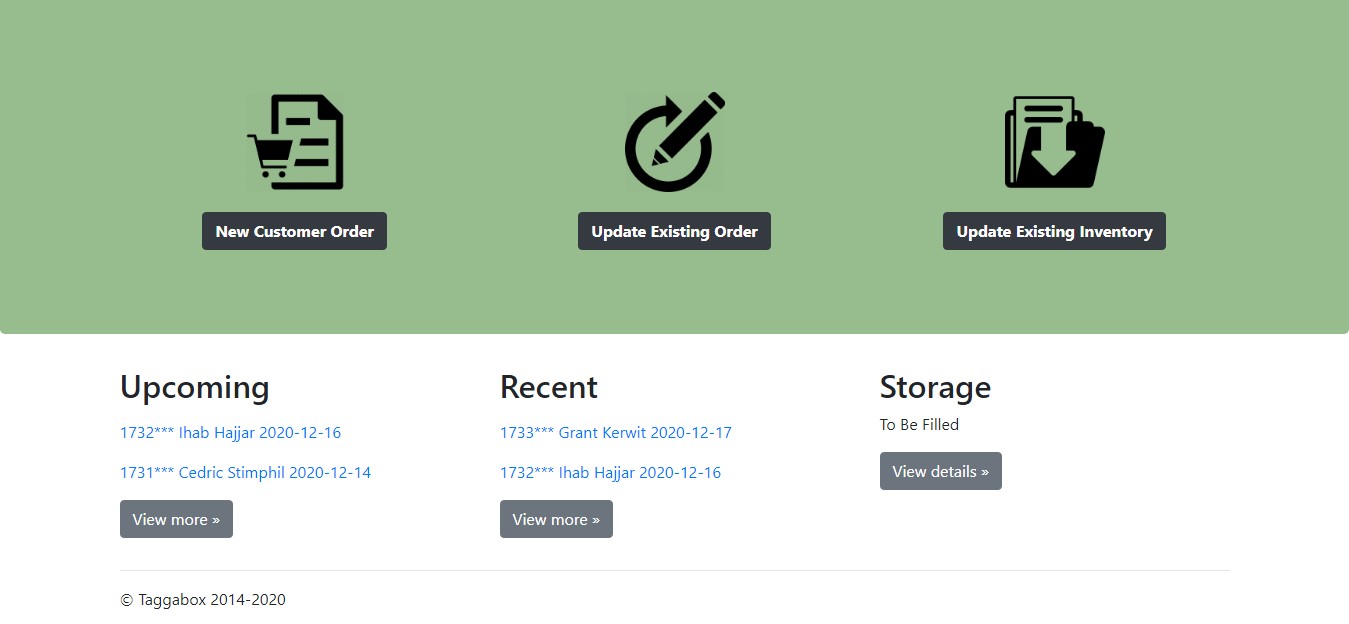 New Customer Order
Update Existing Order
Update Existing Inventory
Upcoming
1732*** Ihab Hajjar 2020-12-16
1731*** Cedric Stimphil 2020-12-14
View more »
Recent
1733*** Grant Kerwit 2020-12-17
1732*** Ihab Hajjar 2020-12-16
View more »
Storage
To Be Filled
View details »
© Taggabox 2014-2020